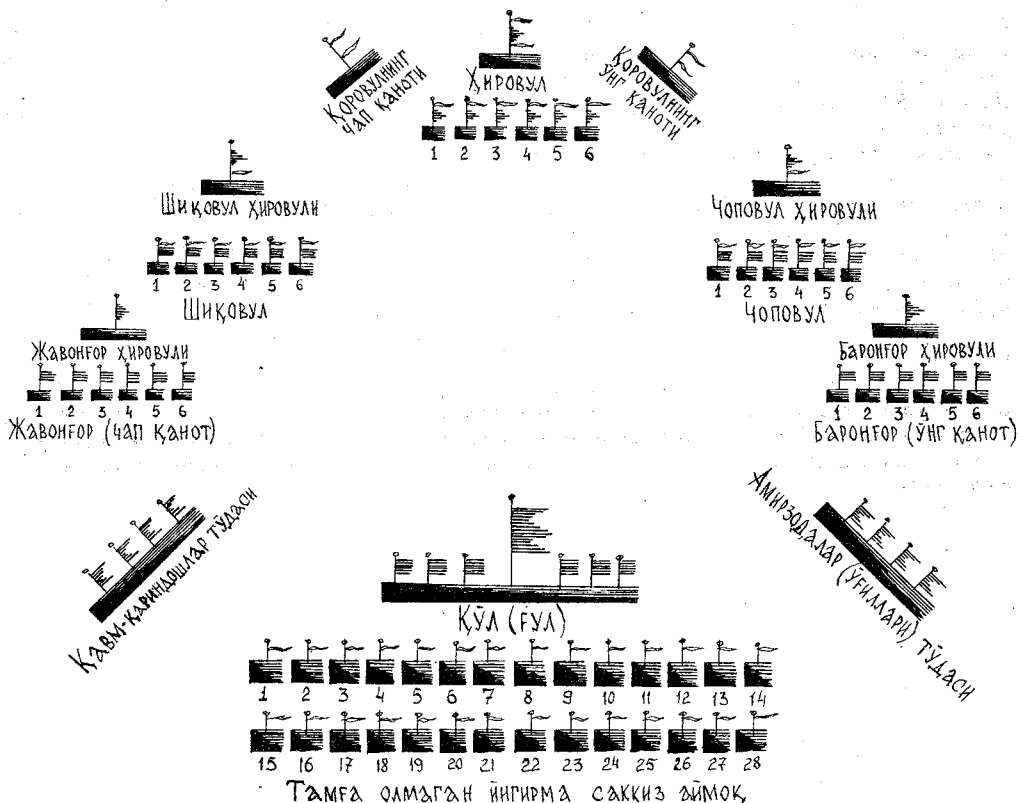 Қоровулнинг
чап қаноти
Ҳировул
Қоровулнинг
ўнг қаноти
1 2 3 4 5 6
Шиқовул ҳировули
Чоповул ҳировули
1 2 3 4 5 6
Шиқовул
1 2 3 4 5 6
Чоповул
Жавонғор ҳировули
1 2 3 4 5 6
Жавонғор (чап қанот)
Баронғор ҳировули
1 2 3 4 5 6
Баронғор (ўнг қанот)
Кавм-қариндошлар тўдаси
Қўл (ғул)
Амирзодалар (ўғиллари) тўдаси
1 2 3 4 5 6 7 8 9 10 11 12 13 14
15 16 17 18 19 20 21 22 23 24 25 26 27 28
Тамға олмаган йигирма саккиз аймоқ